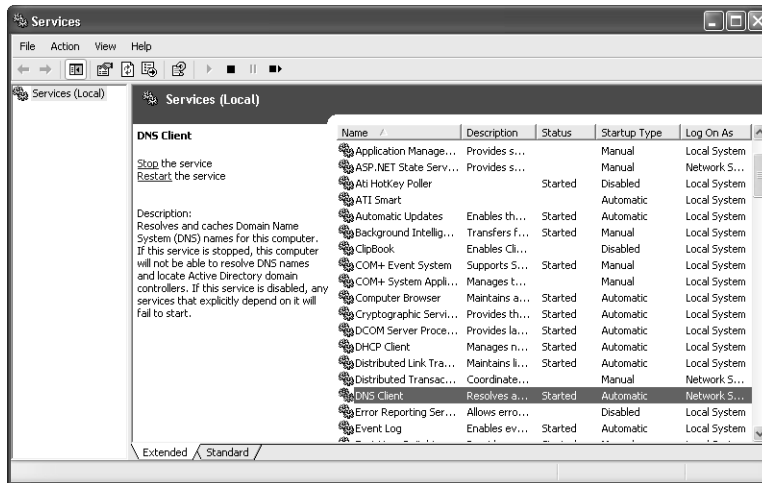 Services
File Action View Help
Services (Local)
Services (Local)
DNS Client
Stop the service
Restart the service
Description:
Resolves and caches Domain Name
System (DNS) names for this computer.
If this service is stopped, this computer
will not be able to resolve DNS names
and locate Active Directory domain
controllers. If this service is disabled, any
services that explicitly depend on it will
fail to start.
Name Description Status Startup Type Log On As
Application Manage... Provides s... Manual Local System
ASP.NET State Serv... Provides s... Manual Network S...
Ati HotKey Poller Started Disabled Local System
ATI Smart Automatic Local System
Automatic Updates Enables th... Started Automatic Local System
Background Intellig... Transfers f... Started Manual Local System
ClipBook Enables Cli... Disabled Local System
COM+ Event System Supports S... Started Manual Local System
COM+ System Appli... Manages t... Manual Local System
Computer Browser Maintains a... Started Automatic Local System
Cryptographic Servi... Provides th... Started Automatic Local System
DCOM Server Proce... Provides la... Started Automatic Local System
DHCP Client Manages n... Started Automatic Local System
Distributed Link Tra... Maintains li... Started Automatic Local System
Distributed Transac... Coordinate... Manual Network S...
DNS Client Resolves a... Started Automatic Network S...
Error Reporting Ser... Allows erro... Disabled Local System
Event Log Enables ev... Started Automatic Local System
Extended Standard